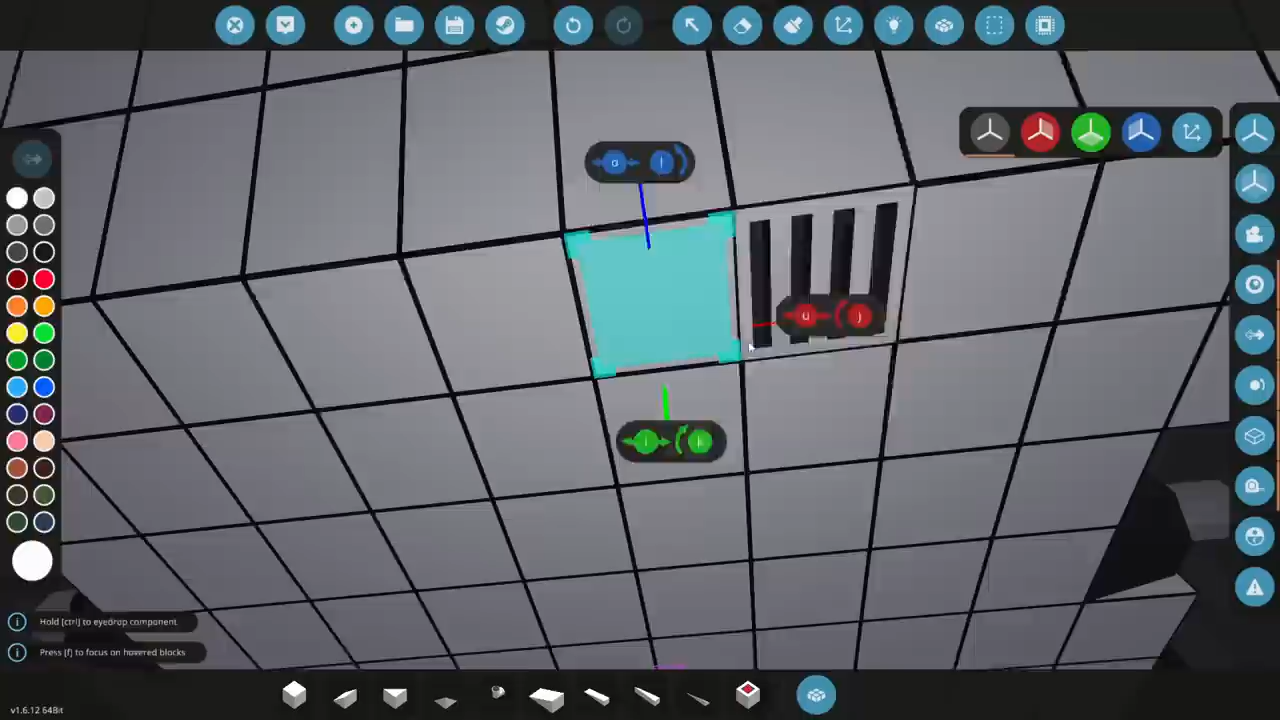 o l
u j
i k
Hold [ctrl] to eyedrop component
Press [f] to focus on hovered blocks
v1.6.12 64Bit